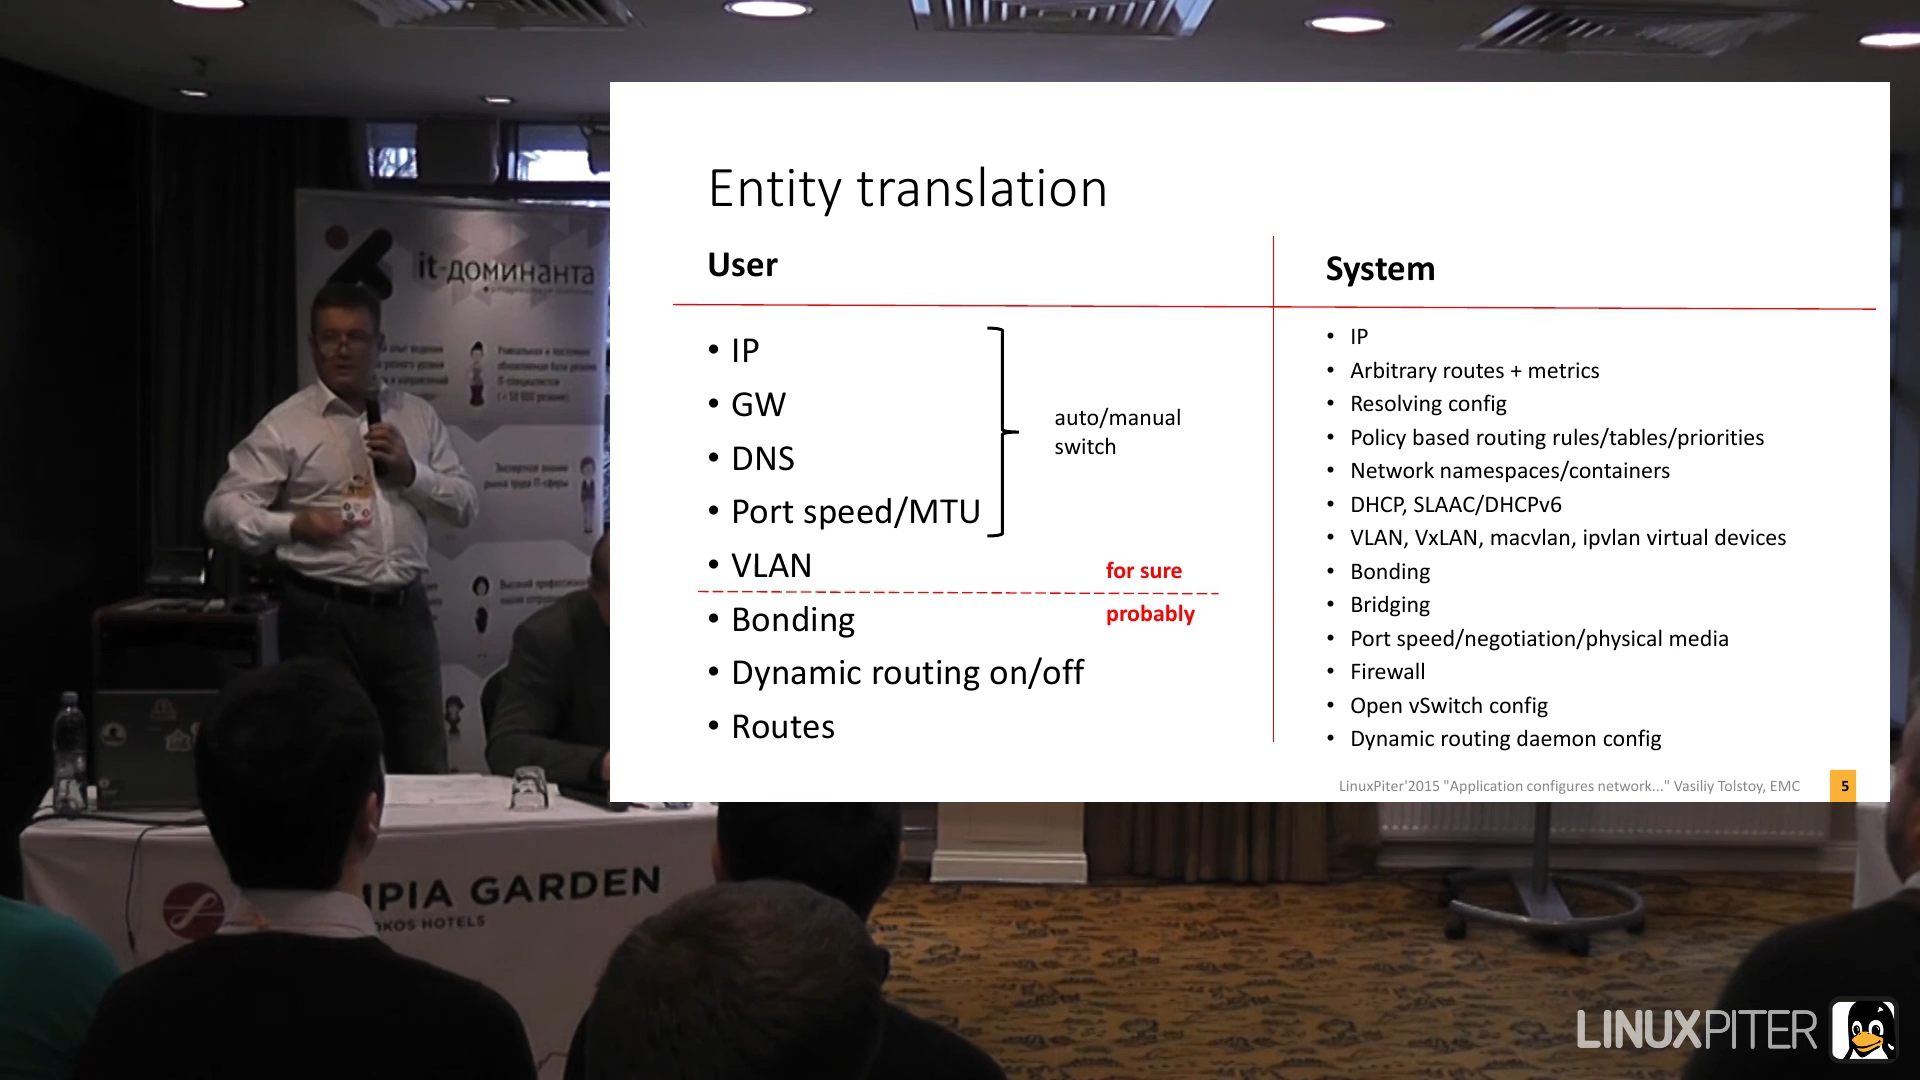 Entity translation
User
• IP
• GW
• DNS
• Port speed/MTU
• VLAN
• Bonding
• Dynamic routing on/off
• Routes
auto/manual
switch
for sure
probably
System
• IP
• Arbitrary routes + metrics
• Resolving config
• Policy based routing rules/tables/priorities
• Network namespaces/containers
• DHCP, SLAAC/DHCPv6
• VLAN, VxLAN, macvlan, ipvlan virtual devices
• Bonding
• Bridging
• Port speed/negotiation/physical media
• Firewall
• Open vSwitch config
• Dynamic routing daemon config
LinuxPiter'2015 "Application configures network..." Vasiliy Tolstoy, EMC
5
it-доминанта
MPIA GARDEN
OKOS HOTELS
LINUXPITER